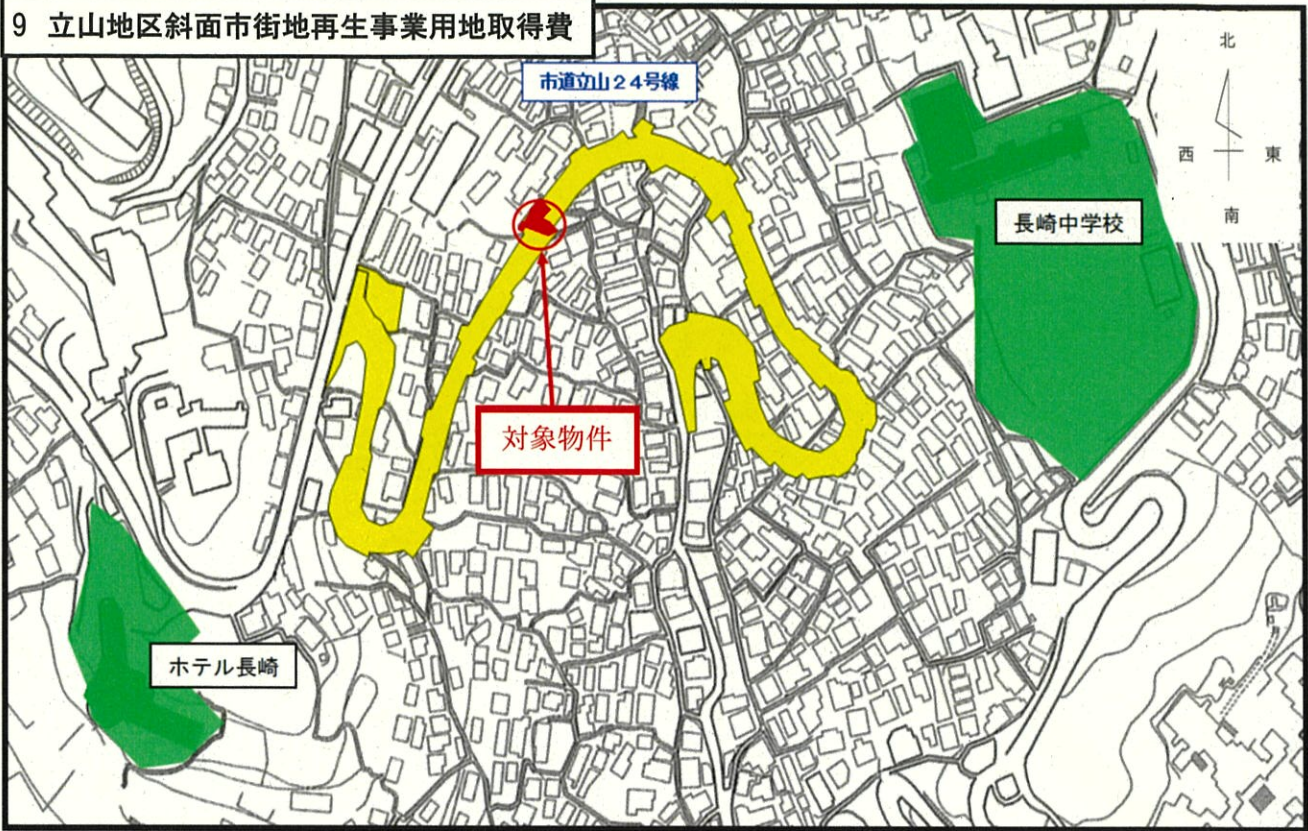 9 立山地区斜面市街地再生事業用地取得費
市道立山24号線
北
西
東
南
長崎中学校
対象物件
ホテル長崎